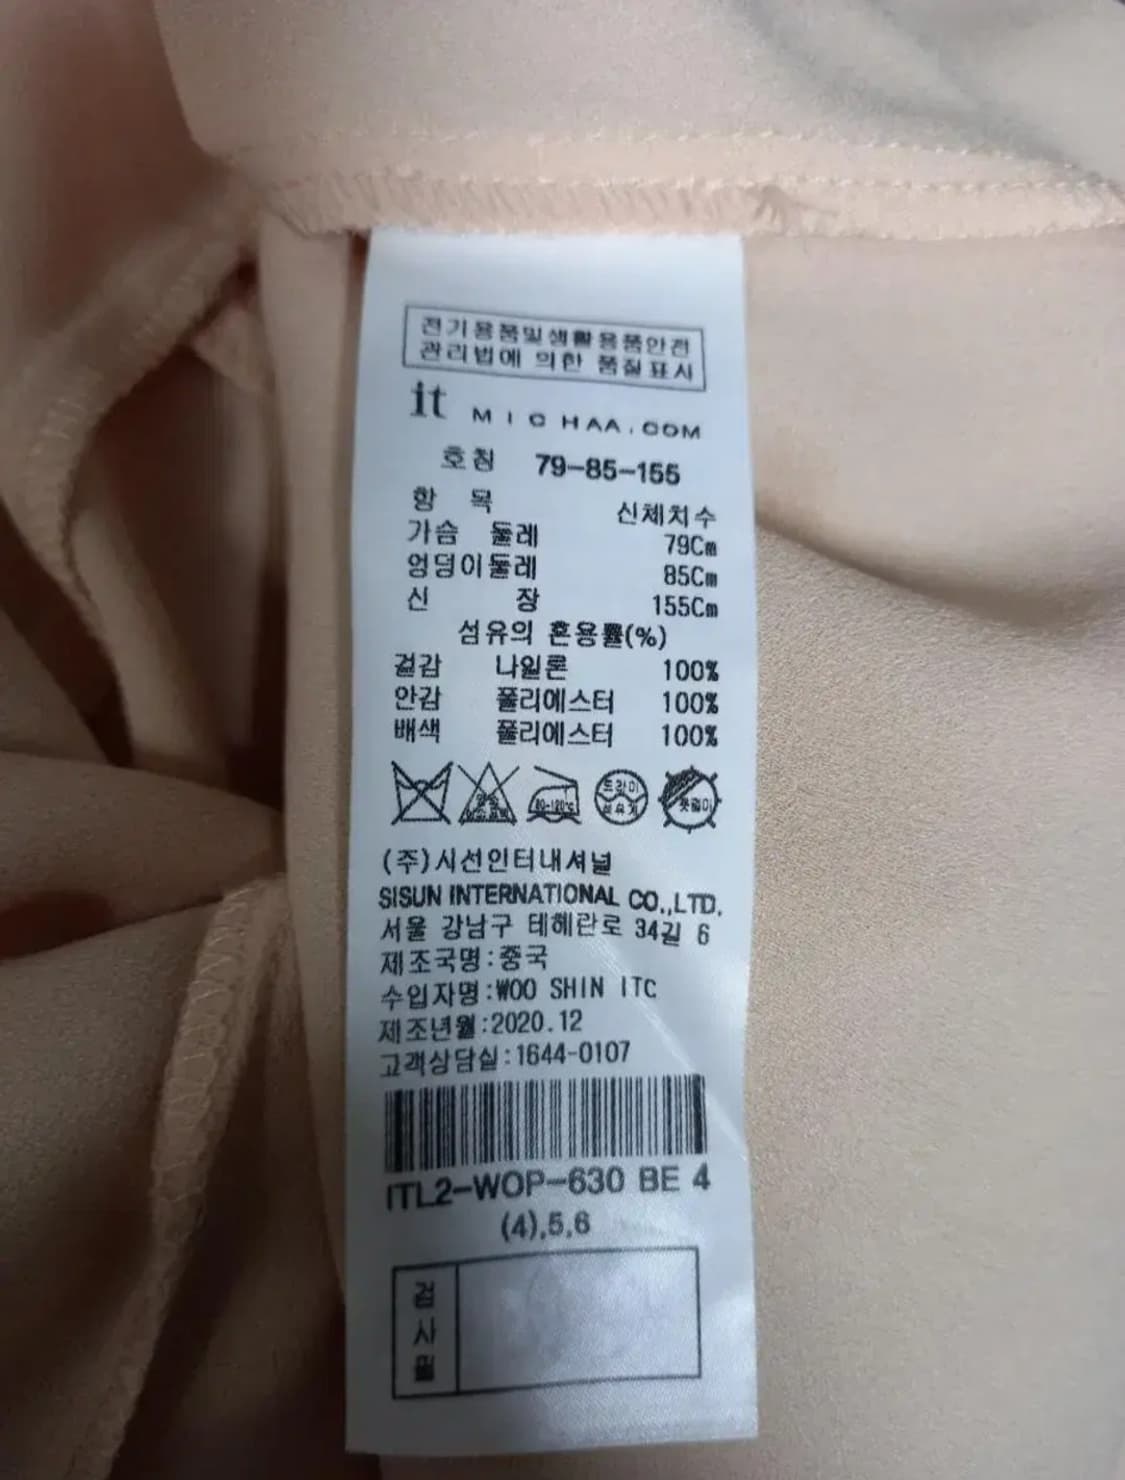 전기용품및생활용품안전
관리법에 의한 품질표시
it MICHAA.COM
호칭 79-85-155
항 목 신체치수
가슴 둘레 79Cm
엉덩이둘레 85Cm
신 장 155Cm
섬유의 혼용률(%)
겉감 나일론 100%
안감 폴리에스터 100%
배색 폴리에스터 100%
80-120℃ 드라이
(주)시선인터내셔널
SISUN INTERNATIONAL CO.,LTD.
서울 강남구 테헤란로 34길 6
제조국명:중국
수입자명:WOO SHIN ITC
제조년월:2020.12
고객상담실:1644-0107
ITL2-WOP-630 BE 4
(4),5,6
검
사
필